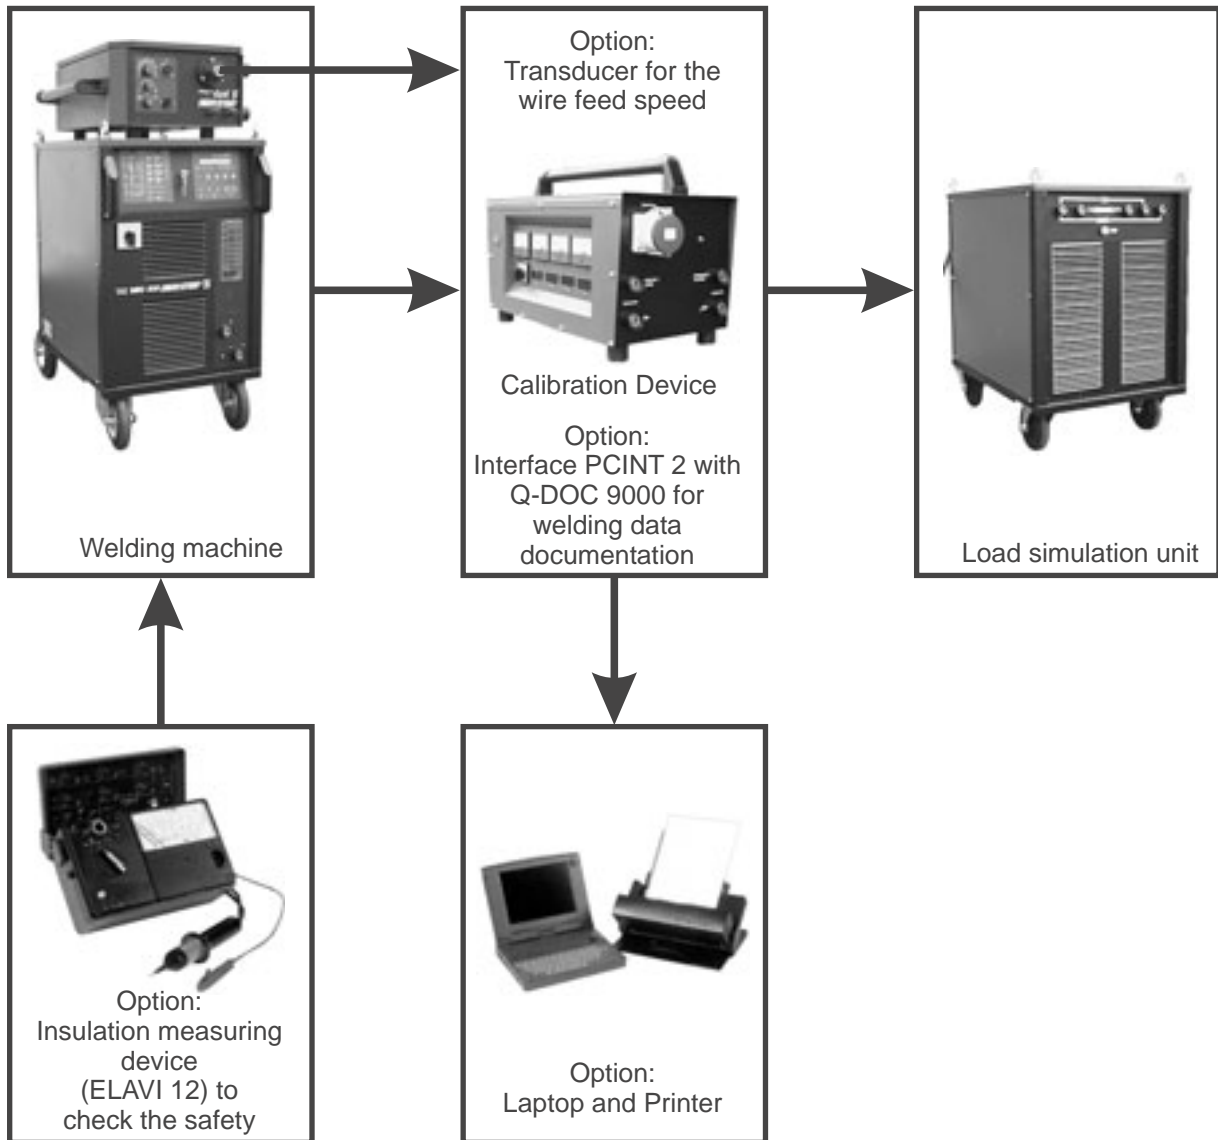 Option:
Transducer for the
wire feed speed
Calibration Device
Option:
Interface PCINT 2 with
Q-DOC 9000 for
welding data
documentation
Welding machine
Load simulation unit
Option:
Insulation measuring
device
(ELAVI 12) to
check the safety
Option:
Laptop and Printer